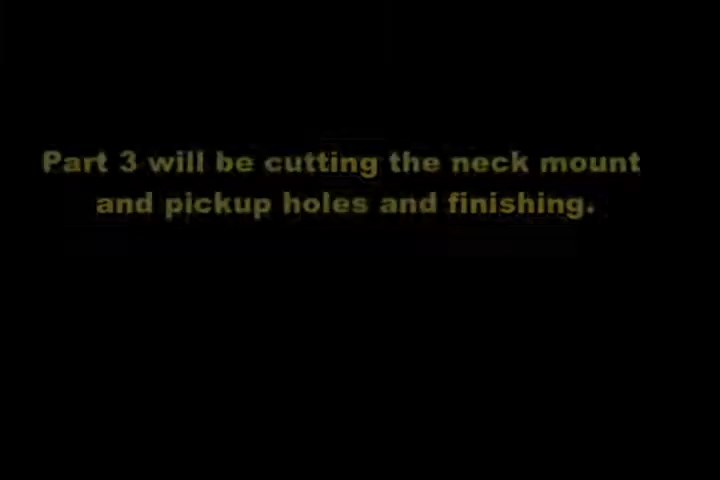 Part 3 will be cutting the neck mount
and pickup holes and finishing.